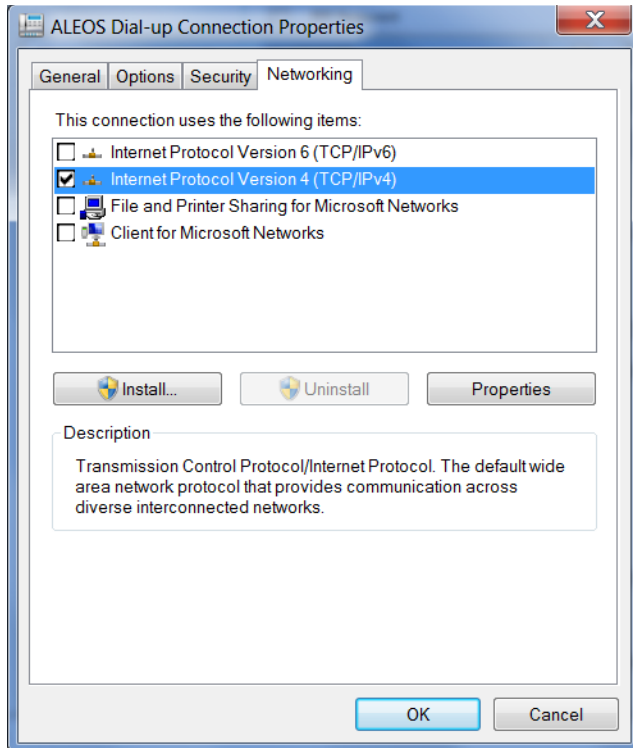 ALEOS Dial-up Connection Properties
General Options Security Networking
This connection uses the following items:
Internet Protocol Version 6 (TCP/IPv6)
Internet Protocol Version 4 (TCP/IPv4)
File and Printer Sharing for Microsoft Networks
Client for Microsoft Networks
Install... Uninstall Properties
Description
Transmission Control Protocol/Internet Protocol. The default wide
area network protocol that provides communication across
diverse interconnected networks.
OK Cancel